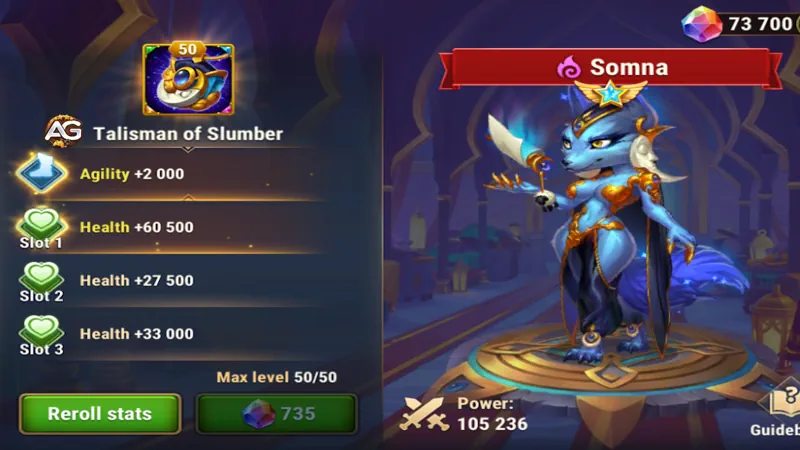 73 700
Somna
50
AG
Talisman of Slumber
Agility +2 000
Health +60 500
Slot 1
Health +27 500
Slot 2
Health +33 000
Slot 3
Max level 50/50
Reroll stats
735
Power:
105 236
?
Guideb